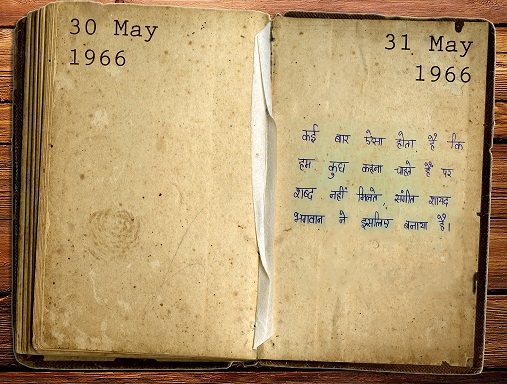 30 May
1966
31 May
1966
कई बार ऐसा होता है कि
हम कुछ कहना चाहते हैं पर
शब्द नहीं मिलते, संगीत शायद
भगवान ने इसलिए बनाया है।